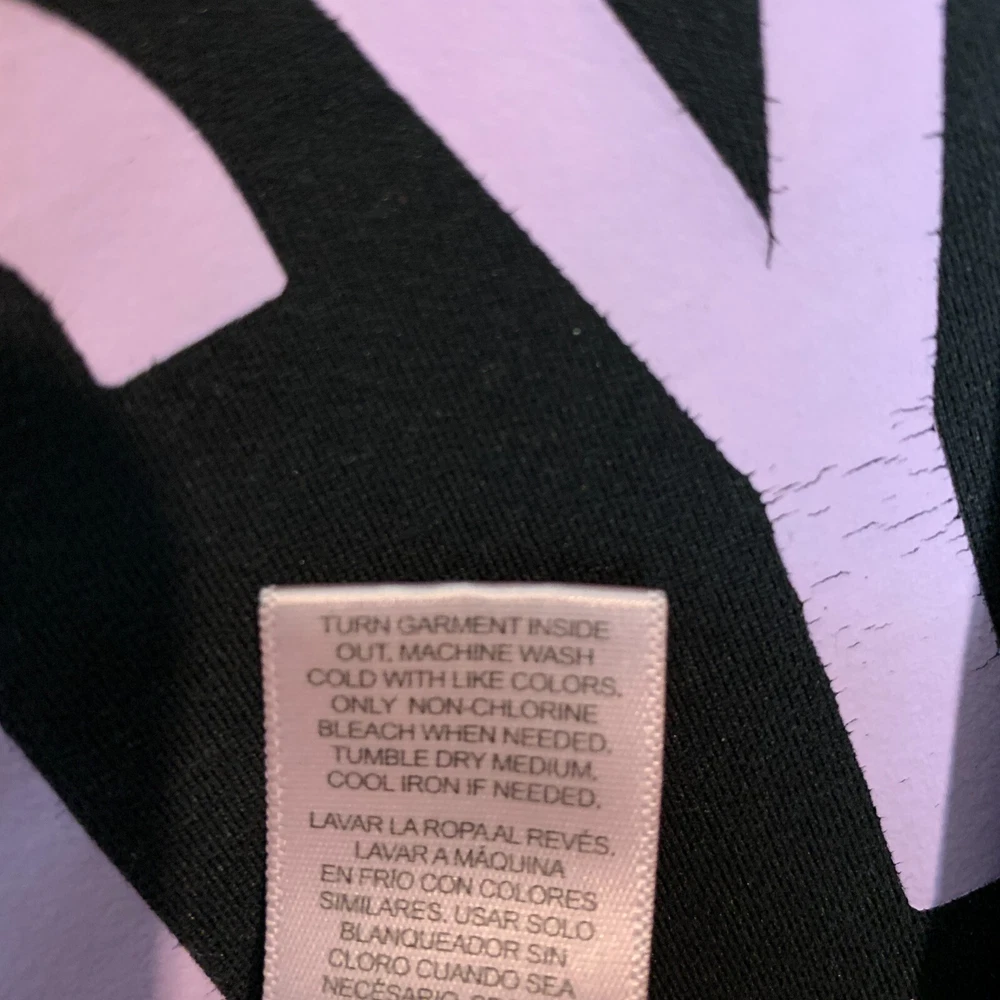 TURN GARMENT INSIDE
OUT, MACHINE WASH
COLD WITH LIKE COLORS,
ONLY NON-CHLORINE
BLEACH WHEN NEEDED,
TUMBLE DRY MEDIUM,
COOL IRON IF NEEDED.
LAVAR LA ROPA AL REVÉS.
LAVAR A MÁQUINA
EN FRÍO CON COLORES
SIMILARES. USAR SOLO
BLANQUEADOR SIN
CLORO CUANDO SEA
NECESARIO.